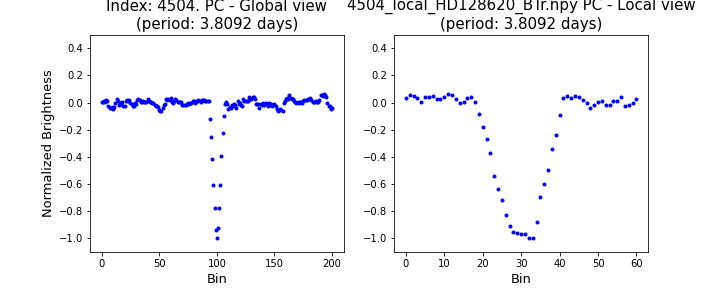 Index: 4504. PC - Global view
(period: 3.8092 days)
4504_local_HD128620_BTr.npy PC - Local view
(period: 3.8092 days)
Normalized Brightness
0.4
0.2
0.0
−0.2
−0.4
−0.6
−0.8
−1.0
0 50 100 150 200
Bin
0.4
0.2
0.0
−0.2
−0.4
−0.6
−0.8
−1.0
0 10 20 30 40 50 60
Bin